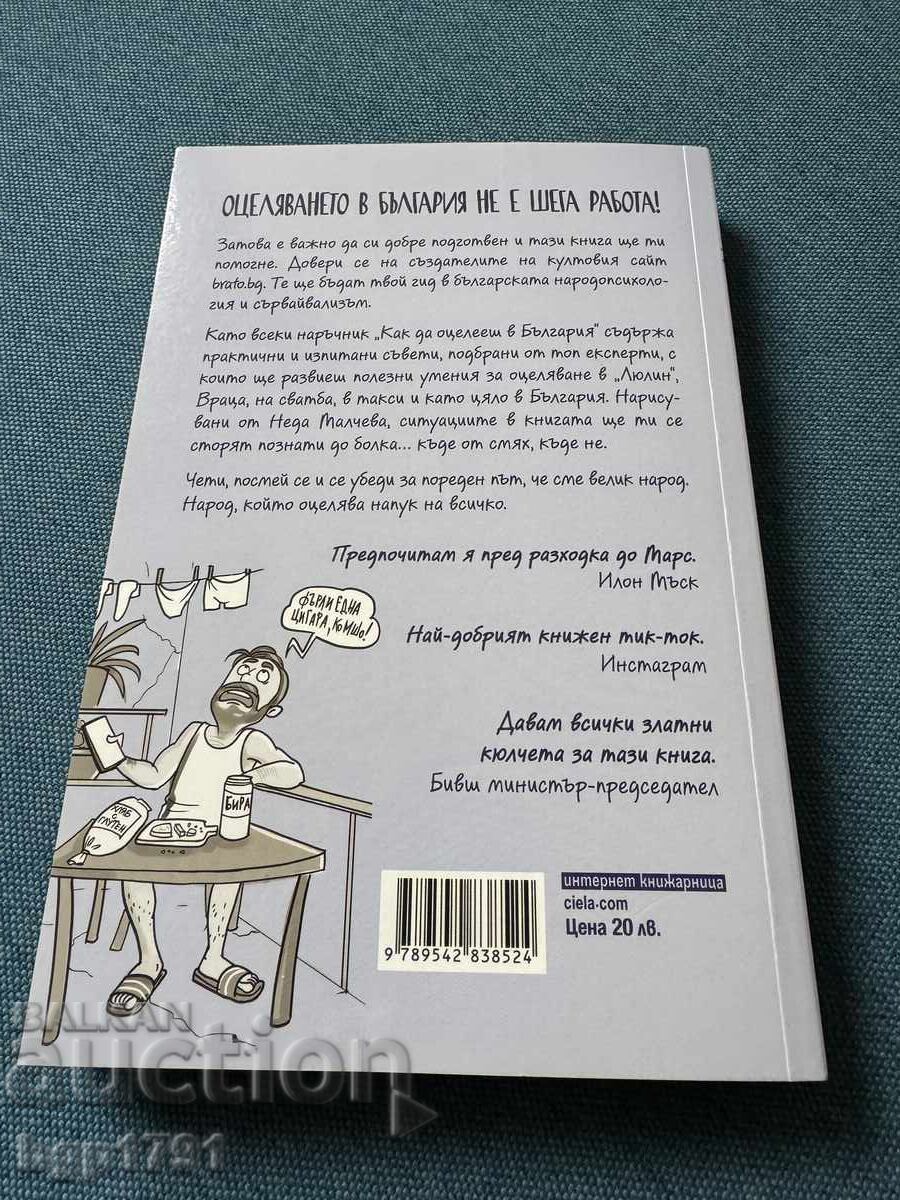 ОЦЕЛЯВАНЕТО В БЪЛГАРИЯ НЕ Е ШЕГА РАБОТА!
Затова е важно да си добре подготвен и тази книга ще ти
помогне. Довери се на създателите на култовия сайт
brato.bg. Те ще бъдат твой гид в българската народопсихоло-
гия и сървайвализъм.
Като всеки наръчник „Как да оцелееш в България" съдържа
практични и изпитани съвети, подбрани от топ експерти, с
които ще развиеш полезни умения за оцеляване в „Люлин",
Враца, на сватба, в такси и като цяло в България. Нарису-
вани от Неда Малчева, ситуациите в книгата ще ти се
сторят познати до болка... къде от смях, къде не.
Чети, посмей се и се убеди за пореден път, че сме велик народ.
Народ, който оцелява напук на всичко.
Предпочитам я пред разходка до Марс.
Илон Мъск
ФЪРЛИ ЕДНА
ЦИГАРА, КОМШО!
Най-добрият книжен тик-ток.
Инстаграм
Давам всички златни
кюлчета за тази книга.
Бивш министър-председател
БИРА
ХЛЯБ С
ГЛУТЕН
интернет книжарница
ciela.com
Цена 20 лв.
9 789542 838524
BALKAN
auction
kgp1791